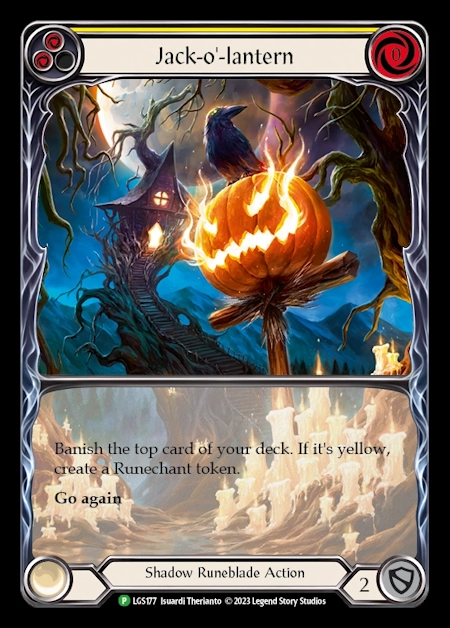 Jack-o'-lantern
0
Banish the top card of your deck. If it's yellow,
create a Runechant token.
Go again
Shadow Runeblade Action
2
P LGS177 Isuardi Therianto © 2023 Legend Story Studios